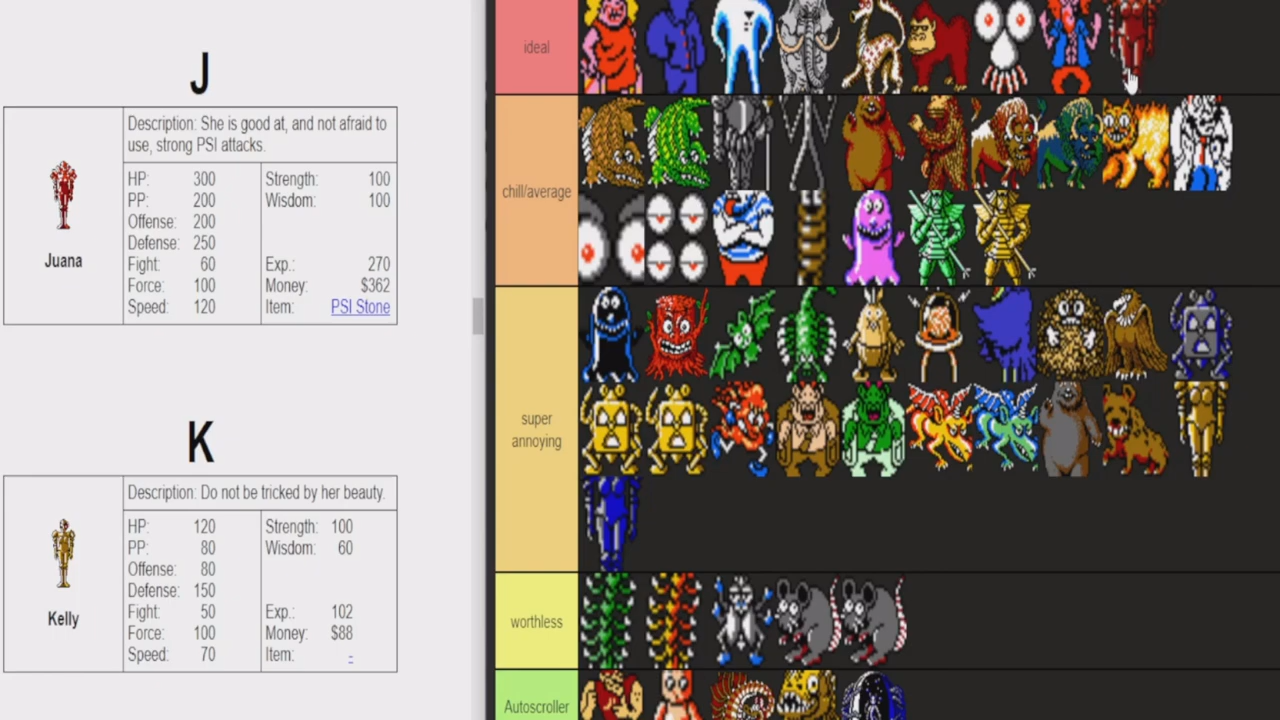 J
Description: She is good at, and not afraid to
use, strong PSI attacks.
HP: 300
PP: 200
Offense: 200
Defense: 250
Fight: 60
Force: 100
Speed: 120
Strength: 100
Wisdom: 100
Exp.: 270
Money: $362
Item: PSI Stone
Juana
K
Description: Do not be tricked by her beauty.
HP: 120
PP: 80
Offense: 80
Defense: 150
Fight: 50
Force: 100
Speed: 70
Strength: 100
Wisdom: 60
Exp.: 102
Money: $88
Item: -
Kelly
ideal
chill/average
super
annoying
worthless
Autoscroller